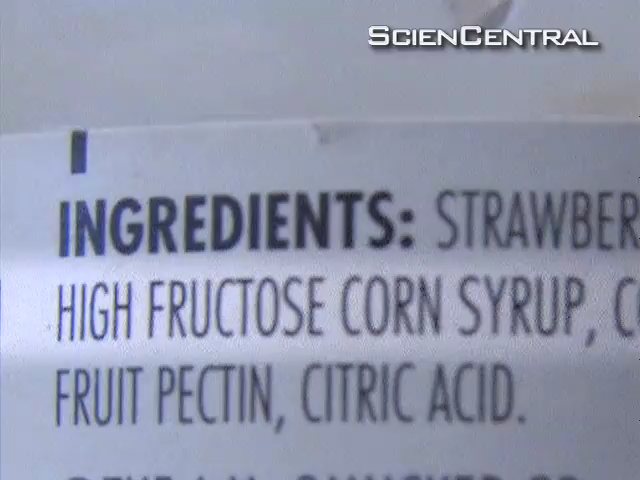 SCIENCENTRAL
INGREDIENTS: STRAWBER
HIGH FRUCTOSE CORN SYRUP, C
FRUIT PECTIN, CITRIC ACID.